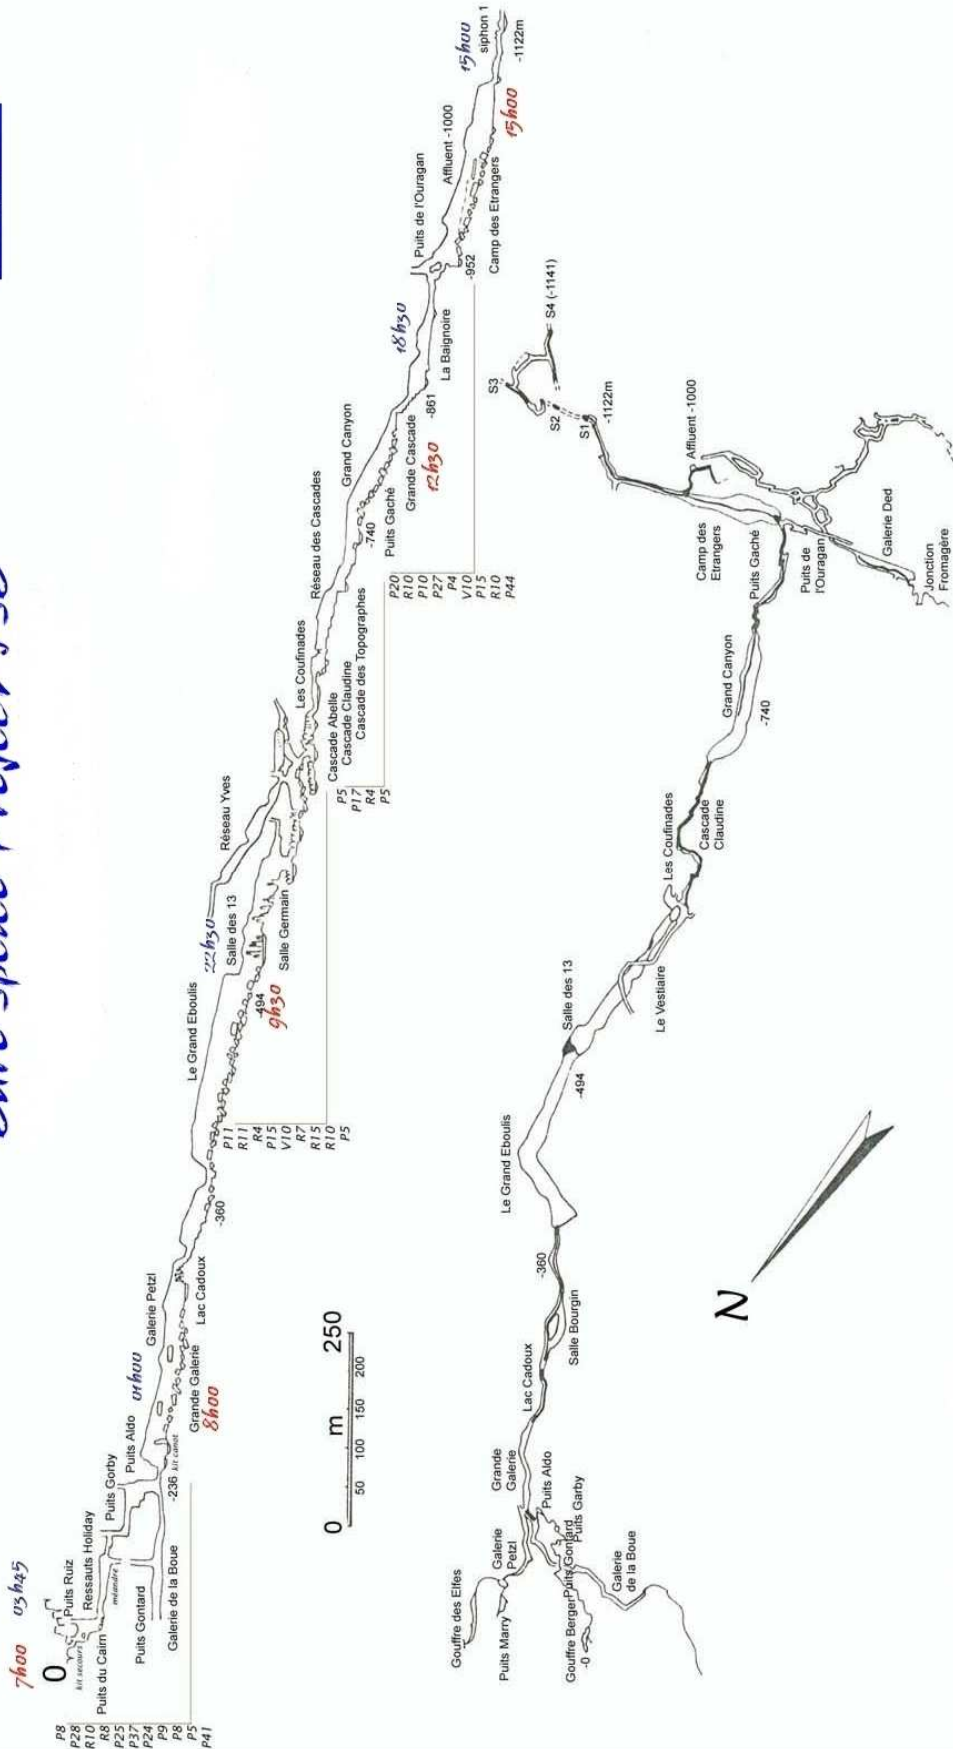 7h00 03h45
0
Puits Ruiz
kit secours
Ressauts Holiday
Puits du Cairn
méandre
Puits Gorby
Puits Aldo
01h00
Puits Gontard
Galerie de la Boue
-236
kit canot
Galerie Petzl
Grande Galerie
8h00
Lac Cadoux
-360
Le Grand Eboulis
22h30
Salle des 13
-494
9h30
Salle Germain
Réseau Yves
Les Coufinades
Cascade Abelle
Cascade Claudine
Cascade des Topographes
Réseau des Cascades
Grand Canyon
-740
Puits Gaché
Grande Cascade
12h30
-861
18h30
La Baignoire
Puits de l'Ouragan
-952
Affluent -1000
Camp des Etrangers
15h00
siphon 1
-1122m
15h00
P8
P28
R10
R8
P25
P37
P24
P9
P8
P5
P41
P11
R11
R4
P15
V10
R7
R15
R10
P5
P5
P17
R4
P5
P20
R10
P10
P27
P4
V10
P15
R10
P44
0 m 250
50 100 150 200
N
Gouffre des Elfes
Puits Marry
Galerie
Petzl
Grande
Galerie
Puits Aldo
Puits Garby
Puits Gontard
Gouffre Berger
-0
Galerie
de la Boue
Lac Cadoux
Salle Bourgin
-360
Le Grand Eboulis
Salle des 13
-494
Le Vestiaire
Les Coufinades
Cascade
Claudine
Grand Canyon
-740
Puits Gaché
Camp des
Etrangers
Puits de
l'Ouragan
Affluent -1000
Galerie Ded
Jonction
Fromagère
S1
-1122m
S2
S3
S4 (-1141)